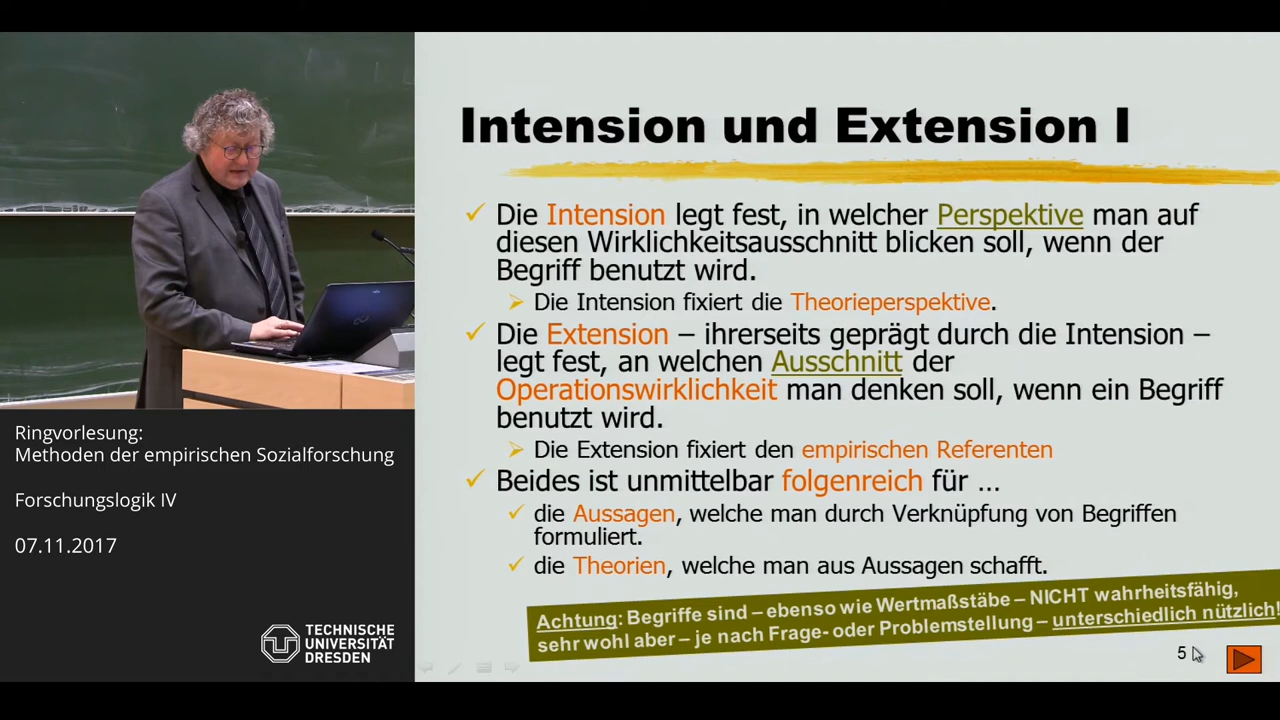 Intension und Extension I
Die Intension legt fest, in welcher Perspektive man auf
diesen Wirklichkeitsausschnitt blicken soll, wenn der
Begriff benutzt wird.
Die Intension fixiert die Theorieperspektive.
Die Extension – ihrerseits geprägt durch die Intension –
legt fest, an welchen Ausschnitt der
Operationswirklichkeit man denken soll, wenn ein Begriff
benutzt wird.
Die Extension fixiert den empirischen Referenten
Beides ist unmittelbar folgenreich für …
die Aussagen, welche man durch Verknüpfung von Begriffen
formuliert.
die Theorien, welche man aus Aussagen schafft.
Achtung: Begriffe sind – ebenso wie Wertmaßstäbe – NICHT wahrheitsfähig,
sehr wohl aber – je nach Frage- oder Problemstellung – unterschiedlich nützlich!
5
Ringvorlesung:
Methoden der empirischen Sozialforschung
Forschungslogik IV
07.11.2017
TECHNISCHE
UNIVERSITÄT
DRESDEN